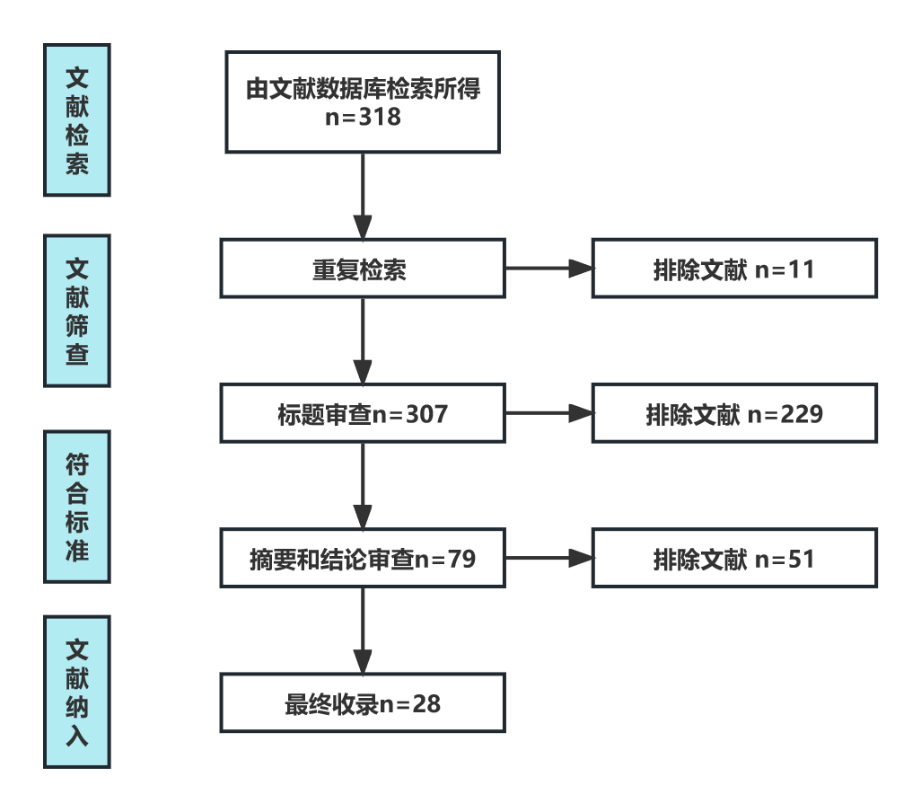 文献检索
由文献数据库检索所得
n=318
文献筛查
重复检索
排除文献 n=11
标题审查n=307
排除文献 n=229
符合标准
摘要和结论审查n=79
排除文献 n=51
文献纳入
最终收录n=28